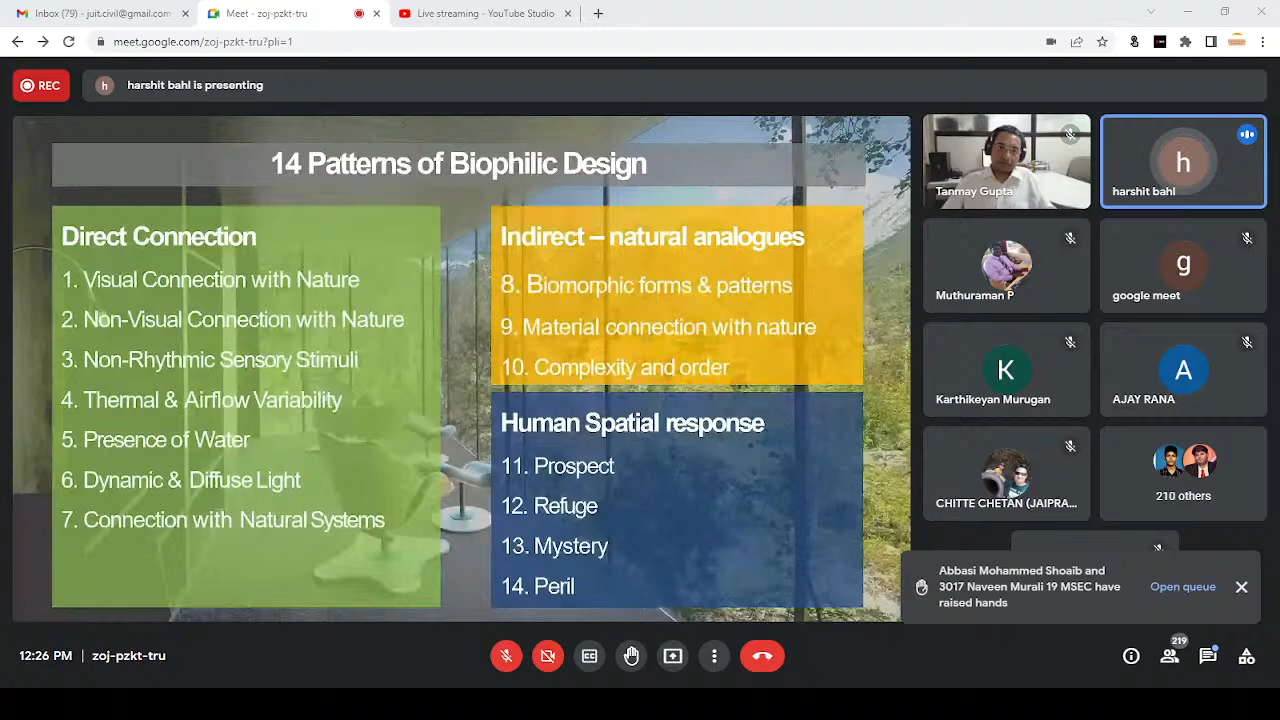 Inbox (79) - juit.civil@gmail.com
Meet - zoj-pzkt-tru
Live streaming - YouTube Studio
meet.google.com/zoj-pzkt-tru?pli=1
REC
h
harshit bahl is presenting
14 Patterns of Biophilic Design
Direct Connection
1. Visual Connection with Nature
2. Non-Visual Connection with Nature
3. Non-Rhythmic Sensory Stimuli
4. Thermal & Airflow Variability
5. Presence of Water
6. Dynamic & Diffuse Light
7. Connection with Natural Systems
Indirect – natural analogues
8. Biomorphic forms & patterns
9. Material connection with nature
10. Complexity and order
Human Spatial response
11. Prospect
12. Refuge
13. Mystery
14. Peril
Tanmay Gupta
h
harshit bahl
Muthuraman P
g
google meet
K
Karthikeyan Murugan
A
AJAY RANA
CHITTE CHETAN (JAIPRA...
210 others
Abbasi Mohammed Shoaib and
3017 Naveen Murali 19 MSEC have
raised hands
Open queue
12:26 PM | zoj-pzkt-tru
219